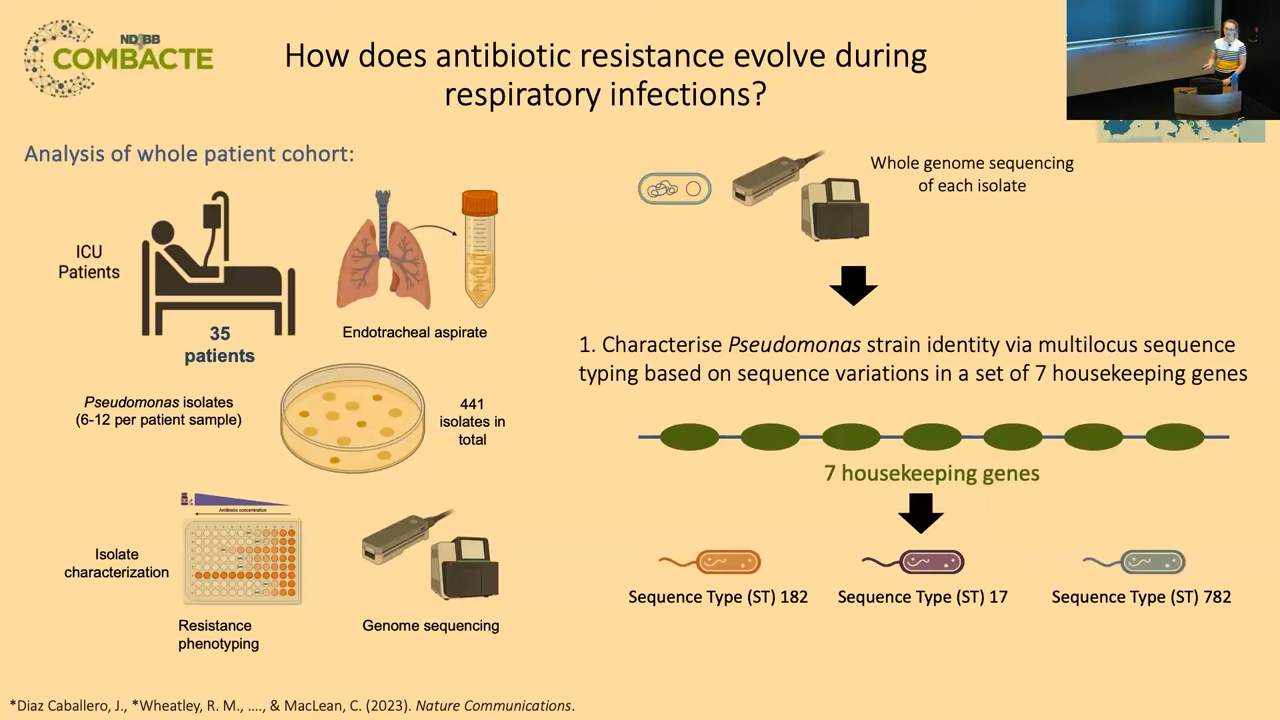 ND4BB
COMBACTE
How does antibiotic resistance evolve during
respiratory infections?
Analysis of whole patient cohort:
ICU
Patients
35
patients
Endotracheal aspirate
Pseudomonas isolates
(6-12 per patient sample)
441
isolates in
total
Antibiotic concentration
Isolate
characterization
Resistance
phenotyping
Genome sequencing
Whole genome sequencing
of each isolate
1. Characterise Pseudomonas strain identity via multilocus sequence
typing based on sequence variations in a set of 7 housekeeping genes
7 housekeeping genes
Sequence Type (ST) 182
Sequence Type (ST) 17
Sequence Type (ST) 782
*Diaz Caballero, J., *Wheatley, R. M., ...., & MacLean, C. (2023). Nature Communications.